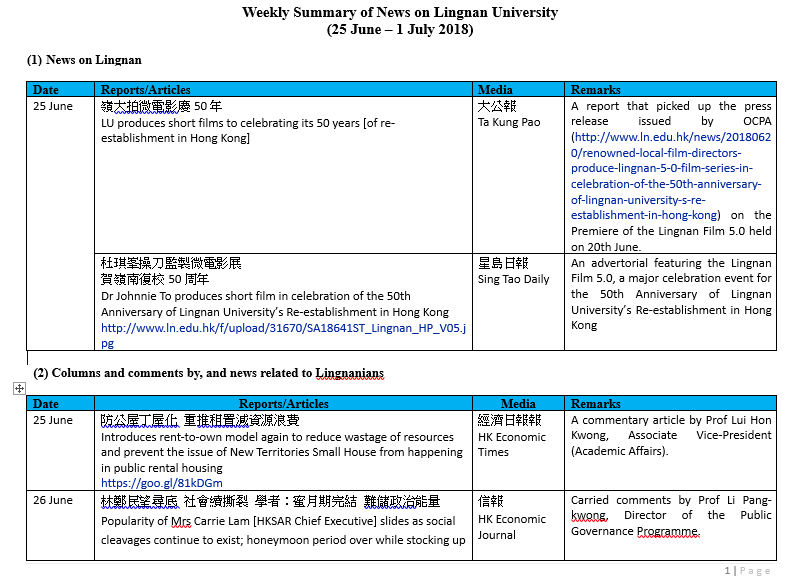 Weekly Summary of News on Lingnan University
(25 June – 1 July 2018)
(1) News on Lingnan
Date Reports/Articles Media Remarks
25 June
嶺大拍微電影慶 50 年
LU produces short films to celebrating its 50 years [of re-
establishment in Hong Kong]
大公報
Ta Kung Pao
A report that picked up the press
release issued by OCPA
(http://www.ln.edu.hk/news/2018062
0/renowned-local-film-directors-
produce-lingnan-5-0-film-series-in-
celebration-of-the-50th-anniversary-
of-lingnan-university-s-re-
establishment-in-hong-kong) on the
Premiere of the Lingnan Film 5.0 held
on 20th June.
杜琪峯操刀監製微電影展
賀嶺南復校 50 周年
Dr Johnnie To produces short film in celebration of the 50th
Anniversary of Lingnan University’s Re-establishment in Hong Kong
http://www.ln.edu.hk/f/upload/31670/SA18641ST_Lingnan_HP_V05.j
pg
星島日報
Sing Tao Daily
An advertorial featuring the Lingnan
Film 5.0, a major celebration event for
the 50th Anniversary of Lingnan
University’s Re-establishment in Hong
Kong
(2) Columns and comments by, and news related to Lingnanians
Date Reports/Articles Media Remarks
25 June
防公屋丁屋化 重推租置減資源浪費
Introduces rent-to-own model again to reduce wastage of resources
and prevent the issue of New Territories Small House from happening
in public rental housing
https://goo.gl/81kDGm
經濟日報報
HK Economic
Times
A commentary article by Prof Lui Hon
Kwong, Associate Vice-President
(Academic Affairs).
26 June
林鄭民望尋底 社會續撕裂 學者：蜜月期完結 難儲政治能量
Popularity of Mrs Carrie Lam [HKSAR Chief Executive] slides as social
cleavages continue to exist; honeymoon period over while stocking up
信報
HK Economic
Journal
Carried comments by Prof Li Pang-
kwong, Director of the Public
Governance Programme.
1 | Page